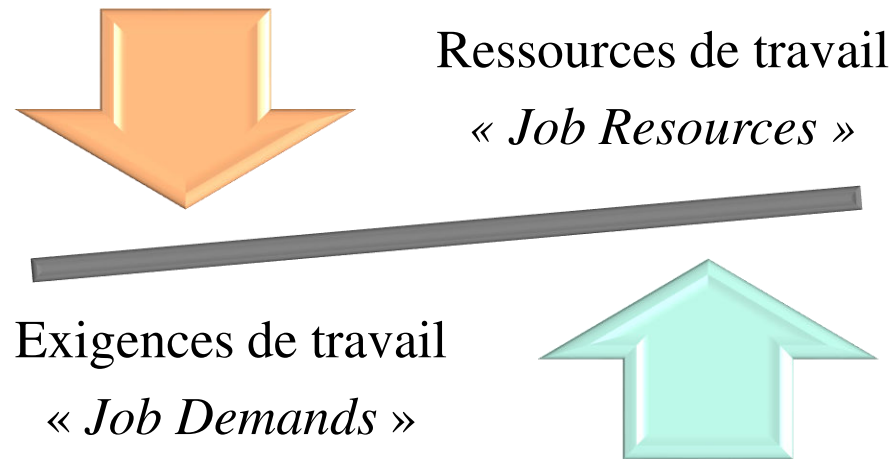 Ressources de travail
« Job Resources »
Exigences de travail
« Job Demands »